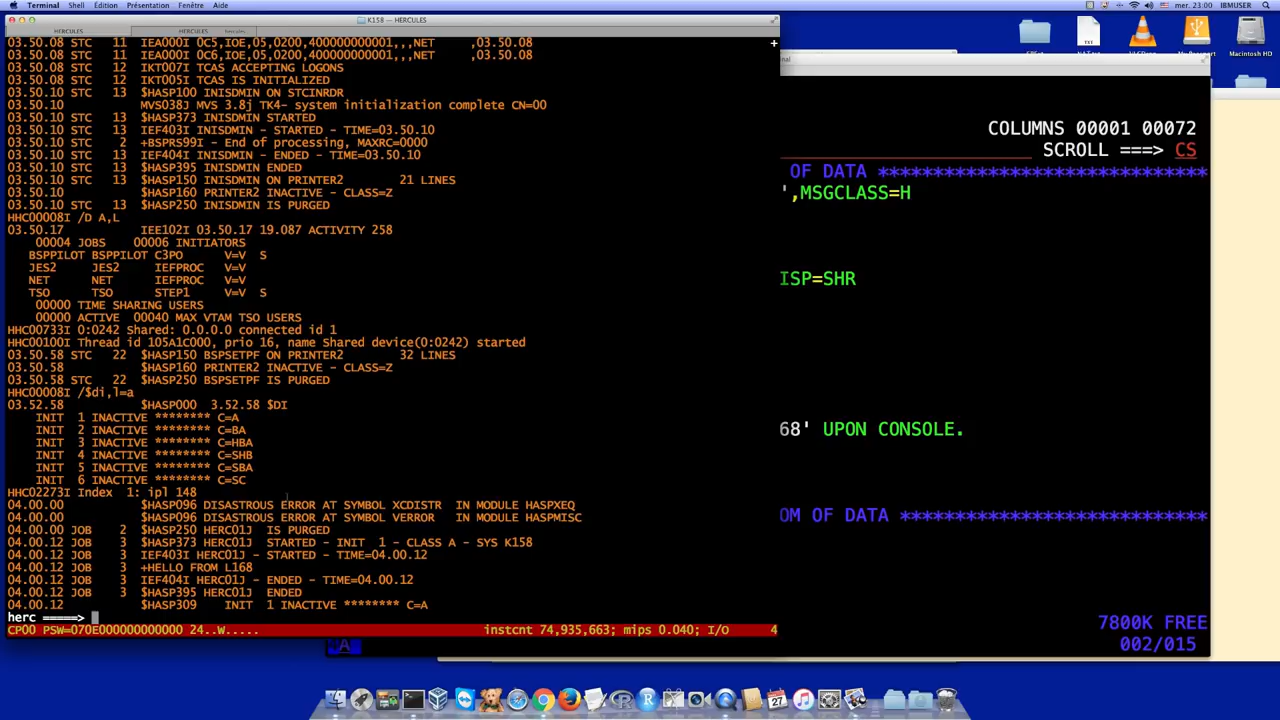 Terminal Shell Édition Présentation Fenêtre Aide
mer. 23:00 IBMUSER
K158 — HERCULES
HERCULES
HERCULES hercules
03.50.08 STC 11 IEA000I 0C5,IOE,05,0200,400000000001,,,NET ,03.50.08
03.50.08 STC 11 IEA000I 0C6,IOE,05,0200,400000000001,,,NET ,03.50.08
03.50.08 STC 12 IKT007I TCAS ACCEPTING LOGONS
03.50.08 STC 12 IKT005I TCAS IS INITIALIZED
03.50.10 STC 13 $HASP100 INISDMIN ON STCINRDR
03.50.10 MVS038J MVS 3.8j TK4- system initialization complete CN=00
03.50.10 STC 13 $HASP373 INISDMIN STARTED
03.50.10 STC 13 IEF403I INISDMIN - STARTED - TIME=03.50.10
03.50.10 STC 2 +BSPRS99I - End of processing, MAXRC=0000
03.50.10 STC 13 IEF404I INISDMIN - ENDED - TIME=03.50.10
03.50.10 STC 13 $HASP395 INISDMIN ENDED
03.50.10 STC 13 $HASP150 INISDMIN ON PRINTER2 21 LINES
03.50.10 $HASP160 PRINTER2 INACTIVE - CLASS=Z
03.50.10 STC 13 $HASP250 INISDMIN IS PURGED
HHC00008I /D A,L
03.50.17 IEE102I 03.50.17 19.087 ACTIVITY 258
00004 JOBS 00006 INITIATORS
BSPPILOT BSPPILOT C3PO V=V S
JES2 JES2 IEFPROC V=V
NET NET IEFPROC V=V
TSO TSO STEP1 V=V S
00000 TIME SHARING USERS
00000 ACTIVE 00040 MAX VTAM TSO USERS
HHC00733I 0:0242 Shared: 0.0.0.0 connected id 1
HHC00100I Thread id 105A1C000, prio 16, name Shared device(0:0242) started
03.50.58 STC 22 $HASP150 BSPSETPF ON PRINTER2 32 LINES
03.50.58 $HASP160 PRINTER2 INACTIVE - CLASS=Z
03.50.58 STC 22 $HASP250 BSPSETPF IS PURGED
HHC00008I /$di,l=a
03.52.58 $HASP000 3.52.58 $DI
INIT 1 INACTIVE ******** C=A
INIT 2 INACTIVE ******** C=BA
INIT 3 INACTIVE ******** C=HBA
INIT 4 INACTIVE ******** C=SHB
INIT 5 INACTIVE ******** C=SBA
INIT 6 INACTIVE ******** C=SC
HHC02273I Index 1: ipl 148
04.00.00 $HASP096 DISASTROUS ERROR AT SYMBOL XCDISTR IN MODULE HASPXEQ
04.00.00 $HASP096 DISASTROUS ERROR AT SYMBOL VERROR IN MODULE HASPMISC
04.00.00 JOB 2 $HASP250 HERC01J IS PURGED
04.00.12 JOB 3 $HASP373 HERC01J STARTED - INIT 1 - CLASS A - SYS K158
04.00.12 JOB 3 IEF403I HERC01J - STARTED - TIME=04.00.12
04.00.12 JOB 3 +HELLO FROM L168
04.00.12 JOB 3 IEF404I HERC01J - ENDED - TIME=04.00.12
04.00.12 JOB 3 $HASP395 HERC01J ENDED
04.00.12 $HASP309 INIT 1 INACTIVE ******** C=A
herc =====>
CP00 PSW=070E000000000000 24..W..... instcnt 74,935,663; mips 0.040; I/O 4
COLUMNS 00001 00072
SCROLL ===> CS
OF DATA ******************************
',MSGCLASS=H
ISP=SHR
68' UPON CONSOLE.
OM OF DATA ****************************
7800K FREE
002/015
A
TXT
Macintosh HD